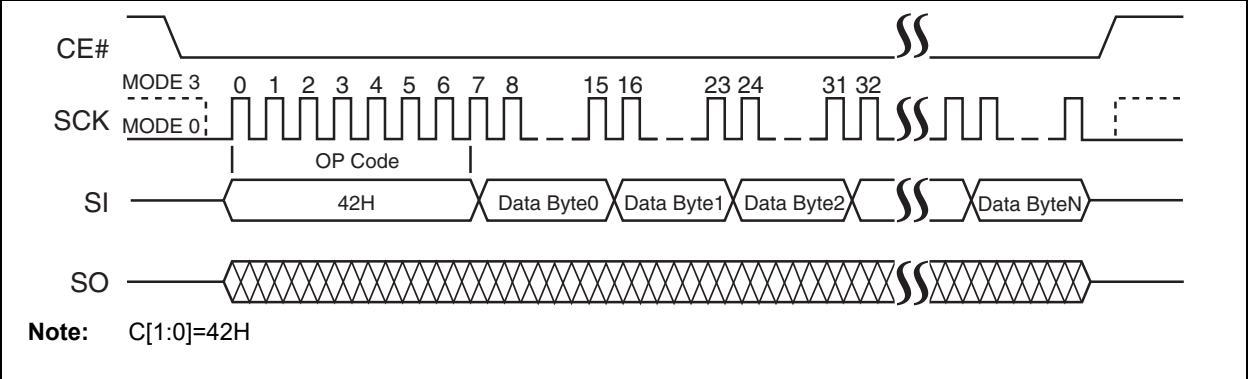 CE#
MODE 3
0 1 2 3 4 5 6 7 8 15 16 23 24 31 32
SCK
MODE 0
OP Code
SI
42H
Data Byte0
Data Byte1
Data Byte2
Data ByteN
SO
Note: C[1:0]=42H